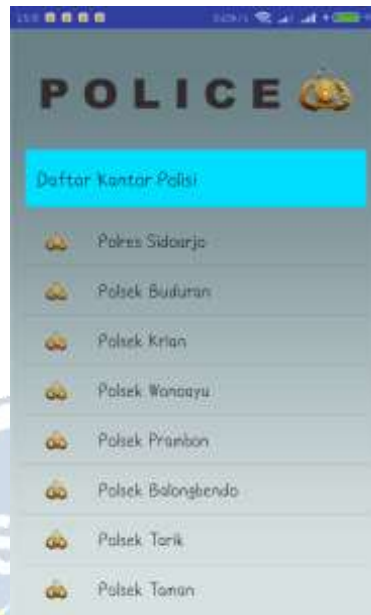 POLICE
Daftar Kantor Polisi
Polres Sidoarjo
Polsek Buduran
Polsek Krian
Polsek Wonoayu
Polsek Prambon
Polsek Balongbendo
Polsek Tarik
Polsek Taman